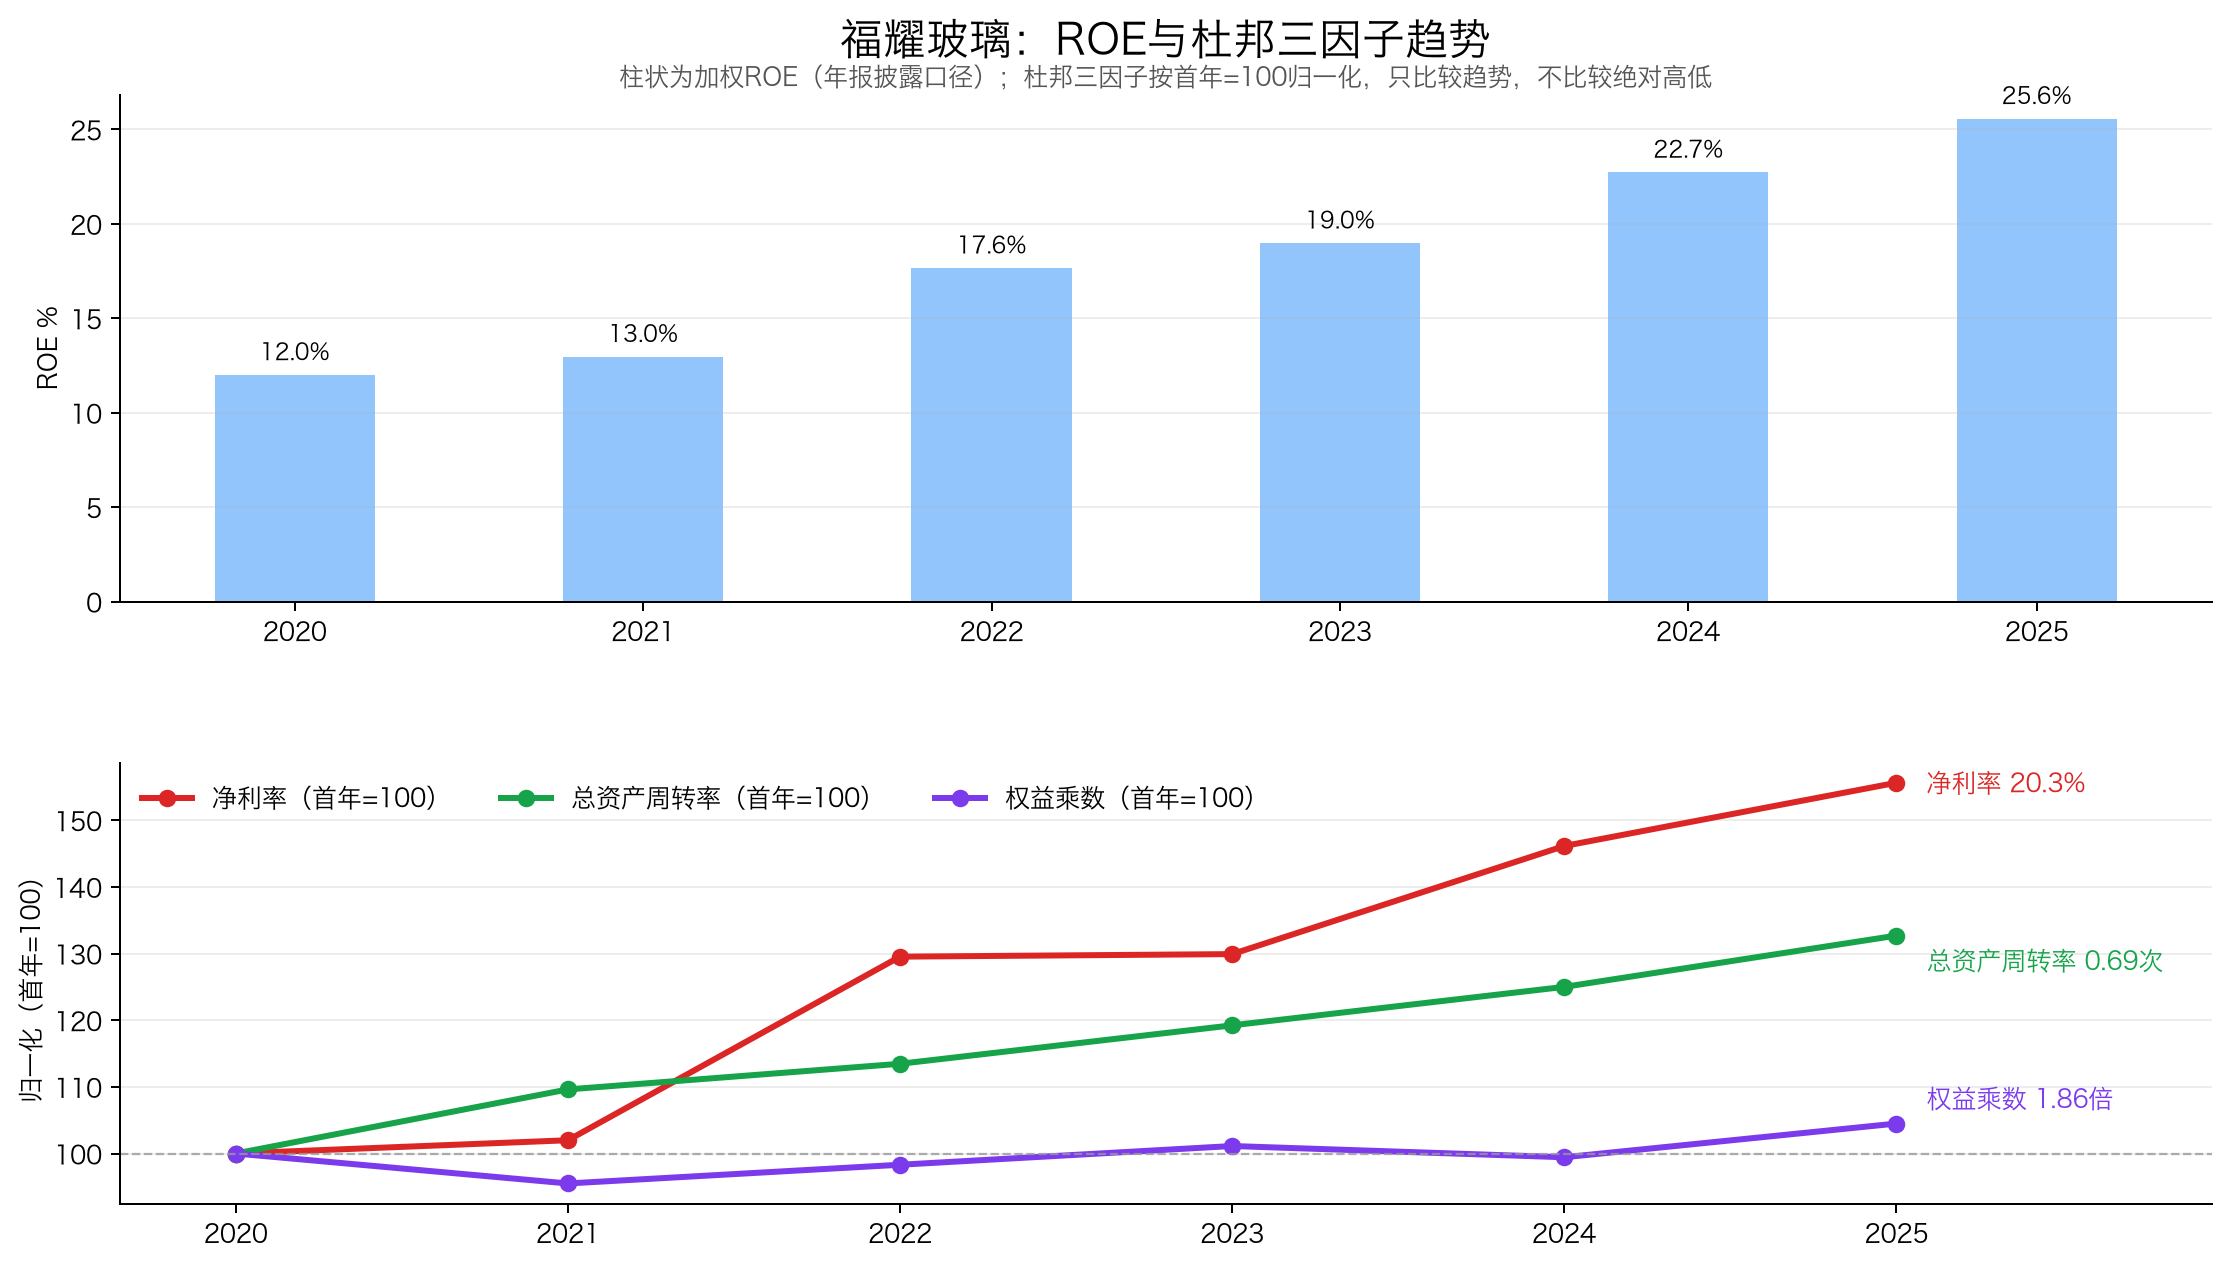 福耀玻璃：ROE与杜邦三因子趋势
柱状为加权ROE（年报披露口径）；杜邦三因子按首年=100归一化，只比较趋势，不比较绝对高低
ROE %
25
20
15
10
5
0
12.0%
13.0%
17.6%
19.0%
22.7%
25.6%
2020 2021 2022 2023 2024 2025
归一化（首年=100）
净利率（首年=100） 总资产周转率（首年=100） 权益乘数（首年=100）
150
140
130
120
110
100
净利率 20.3%
总资产周转率 0.69次
权益乘数 1.86倍
2020 2021 2022 2023 2024 2025